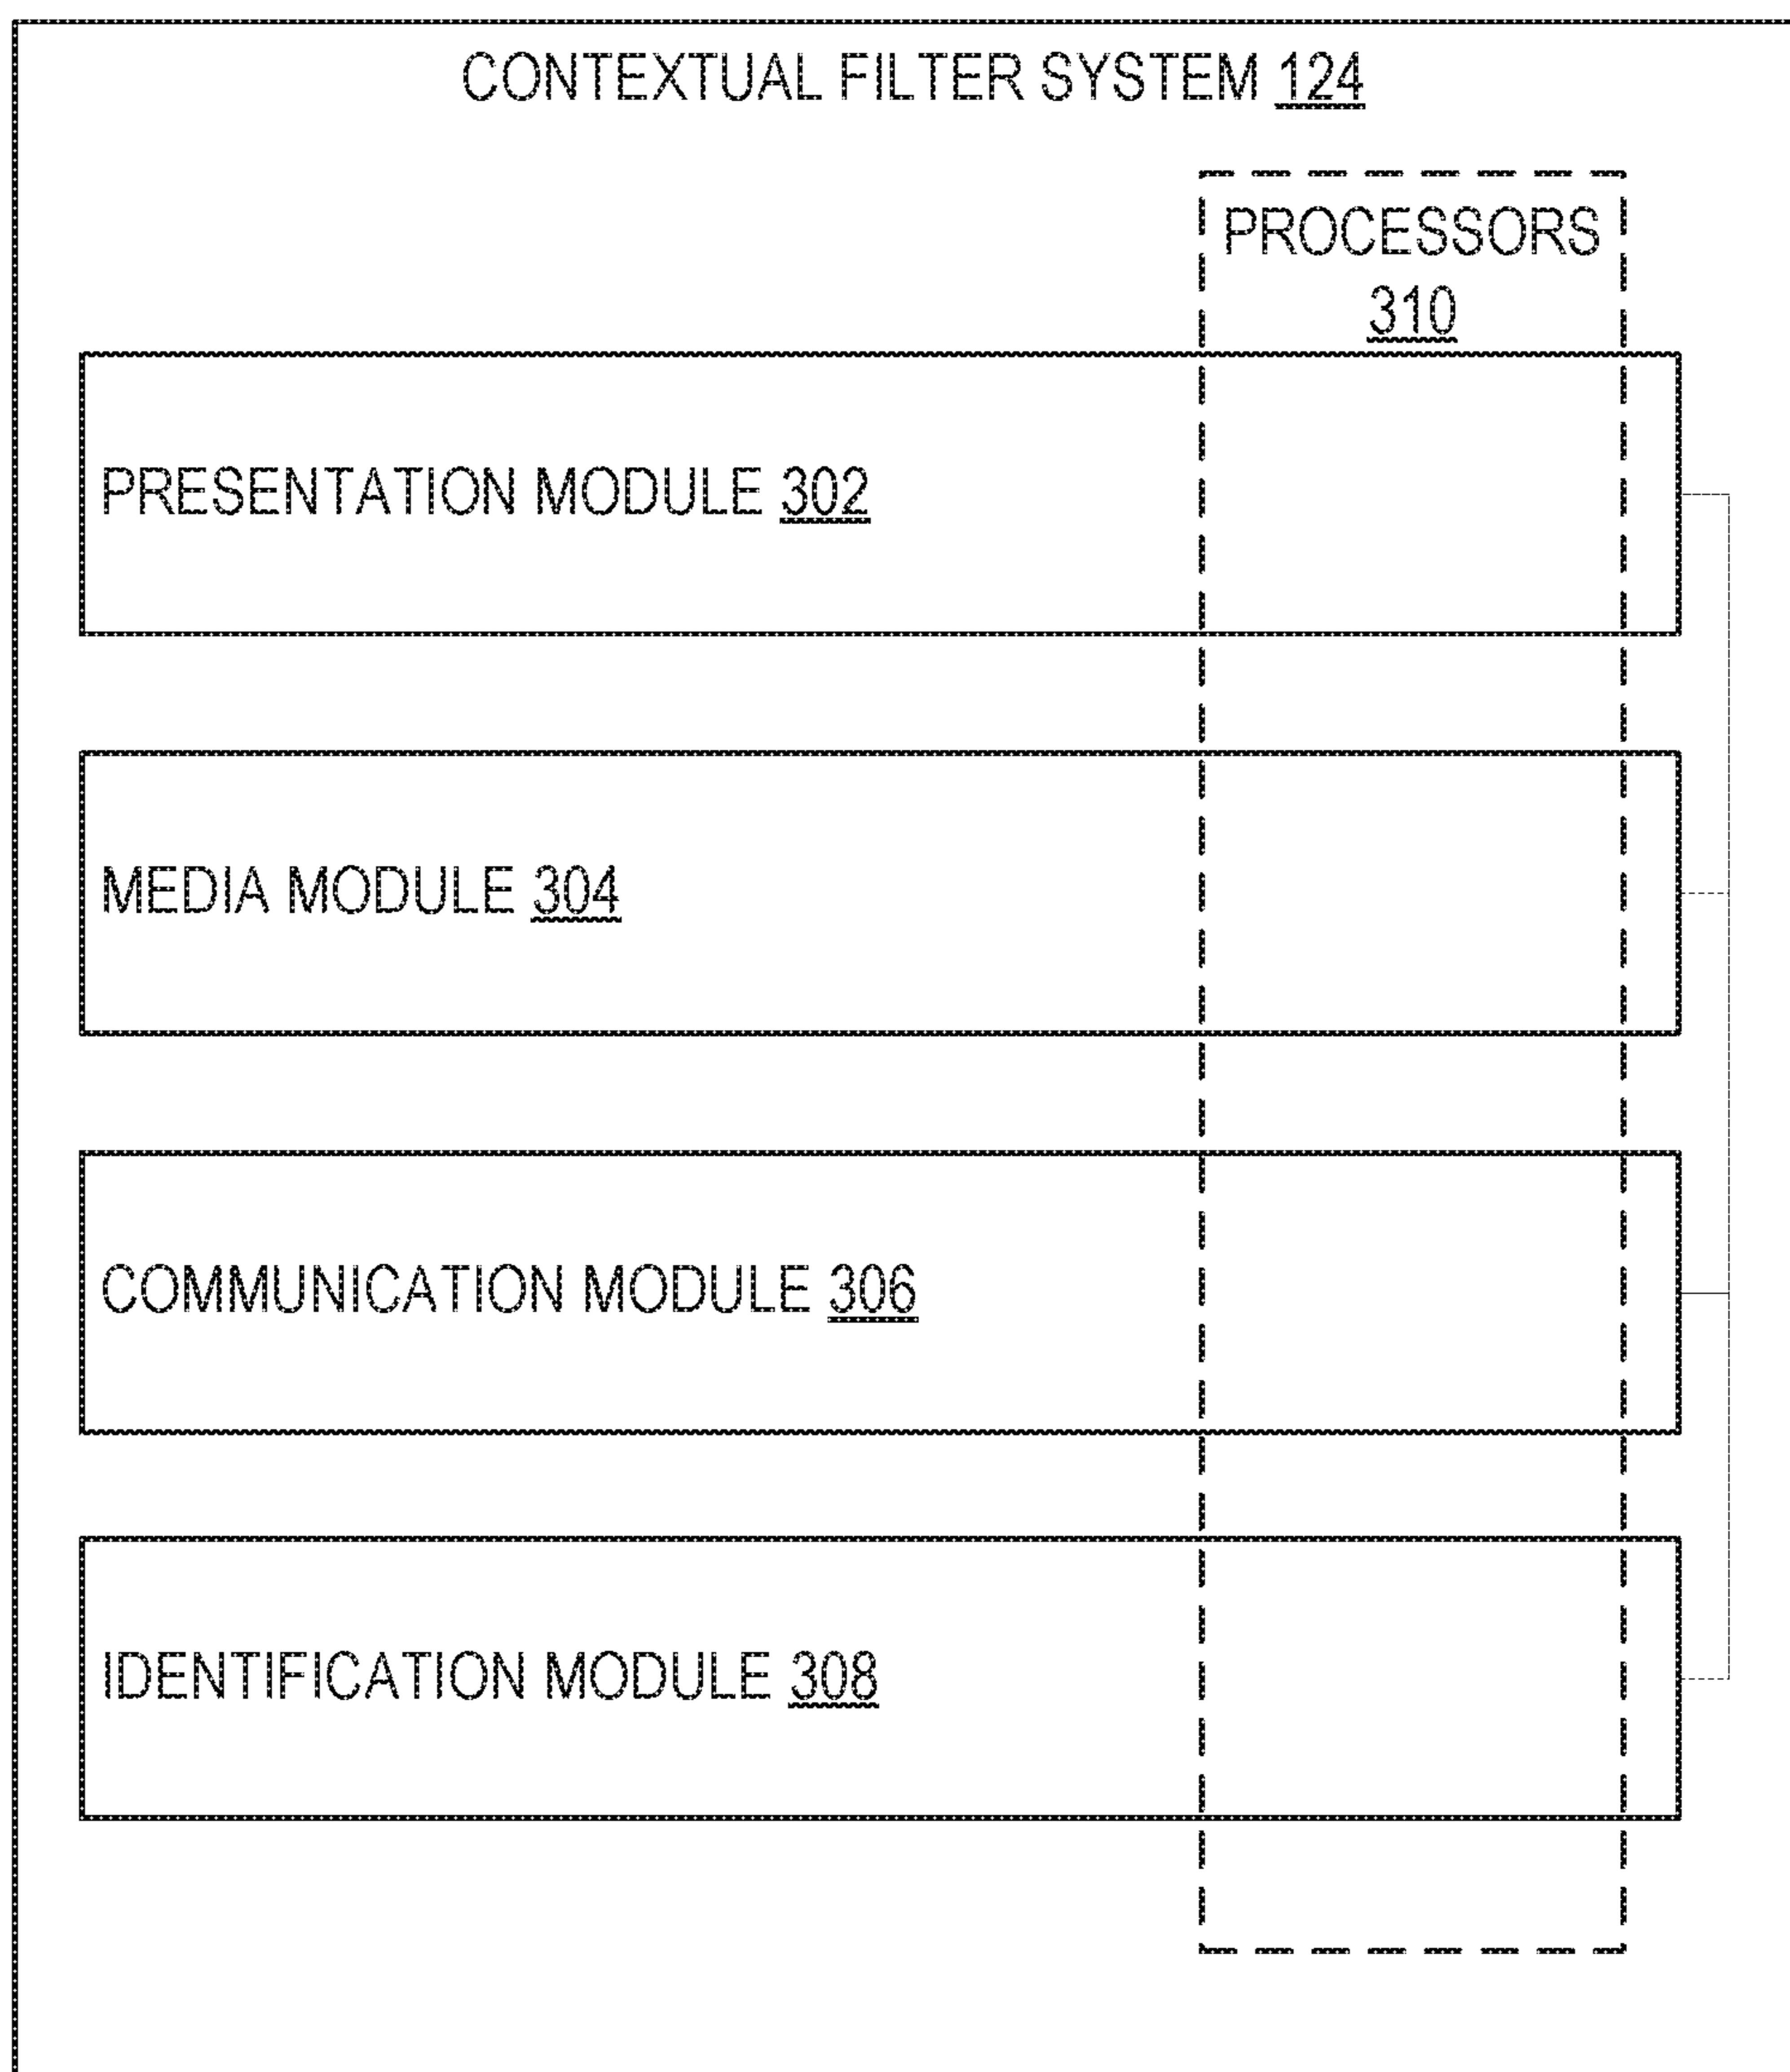 CONTEXTUAL FILTER SYSTEM 124
PROCESSORS
310
PRESENTATION MODULE 302
MEDIA MODULE 304
COMMUNICATION MODULE 306
IDENTIFICATION MODULE 308